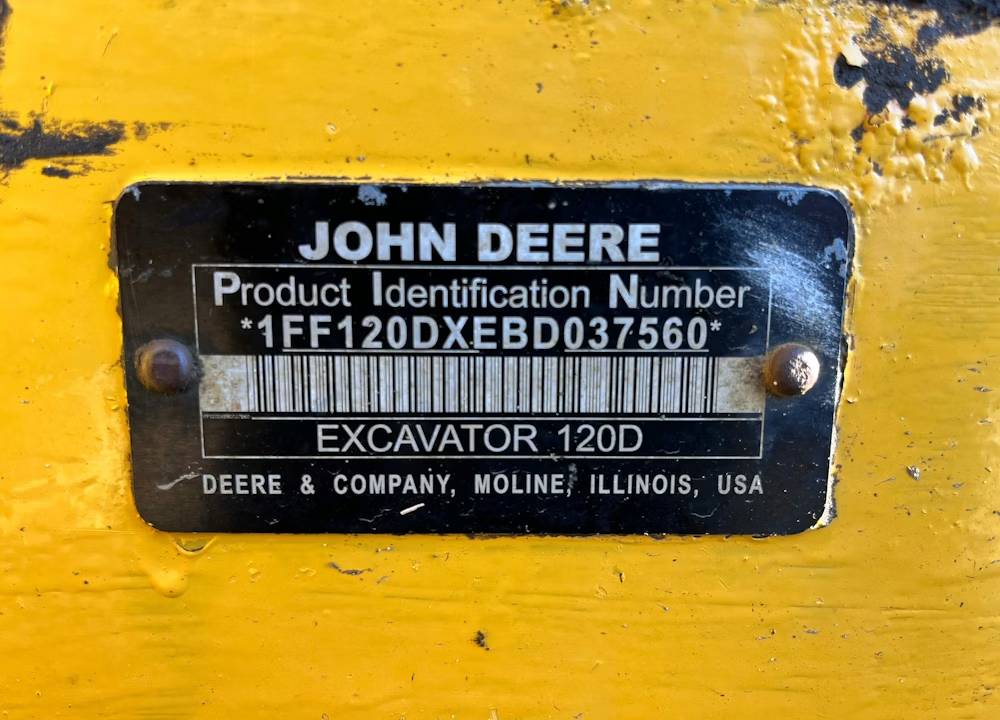 JOHN DEERE
Product Identification Number
*1FF120DXEBD037560*
EXCAVATOR 120D
DEERE & COMPANY, MOLINE, ILLINOIS, USA